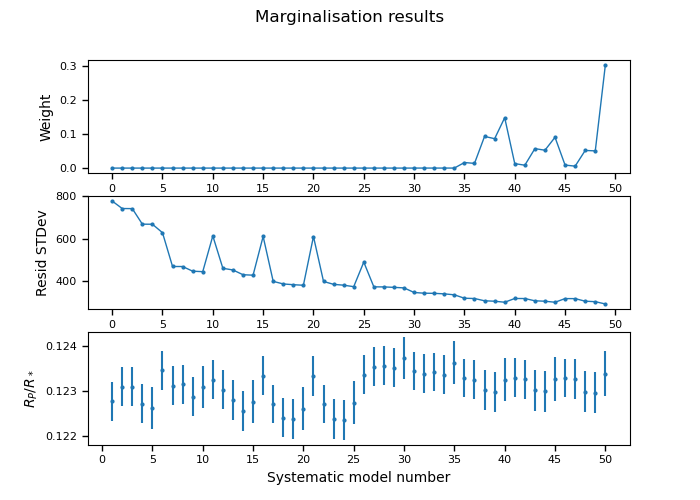 Marginalisation results
Weight
0.3
0.2
0.1
0.0
0 5 10 15 20 25 30 35 40 45 50
Resid STDev
800
600
400
0 5 10 15 20 25 30 35 40 45 50
R_P/R_*
0.124
0.123
0.122
0 5 10 15 20 25 30 35 40 45 50
Systematic model number